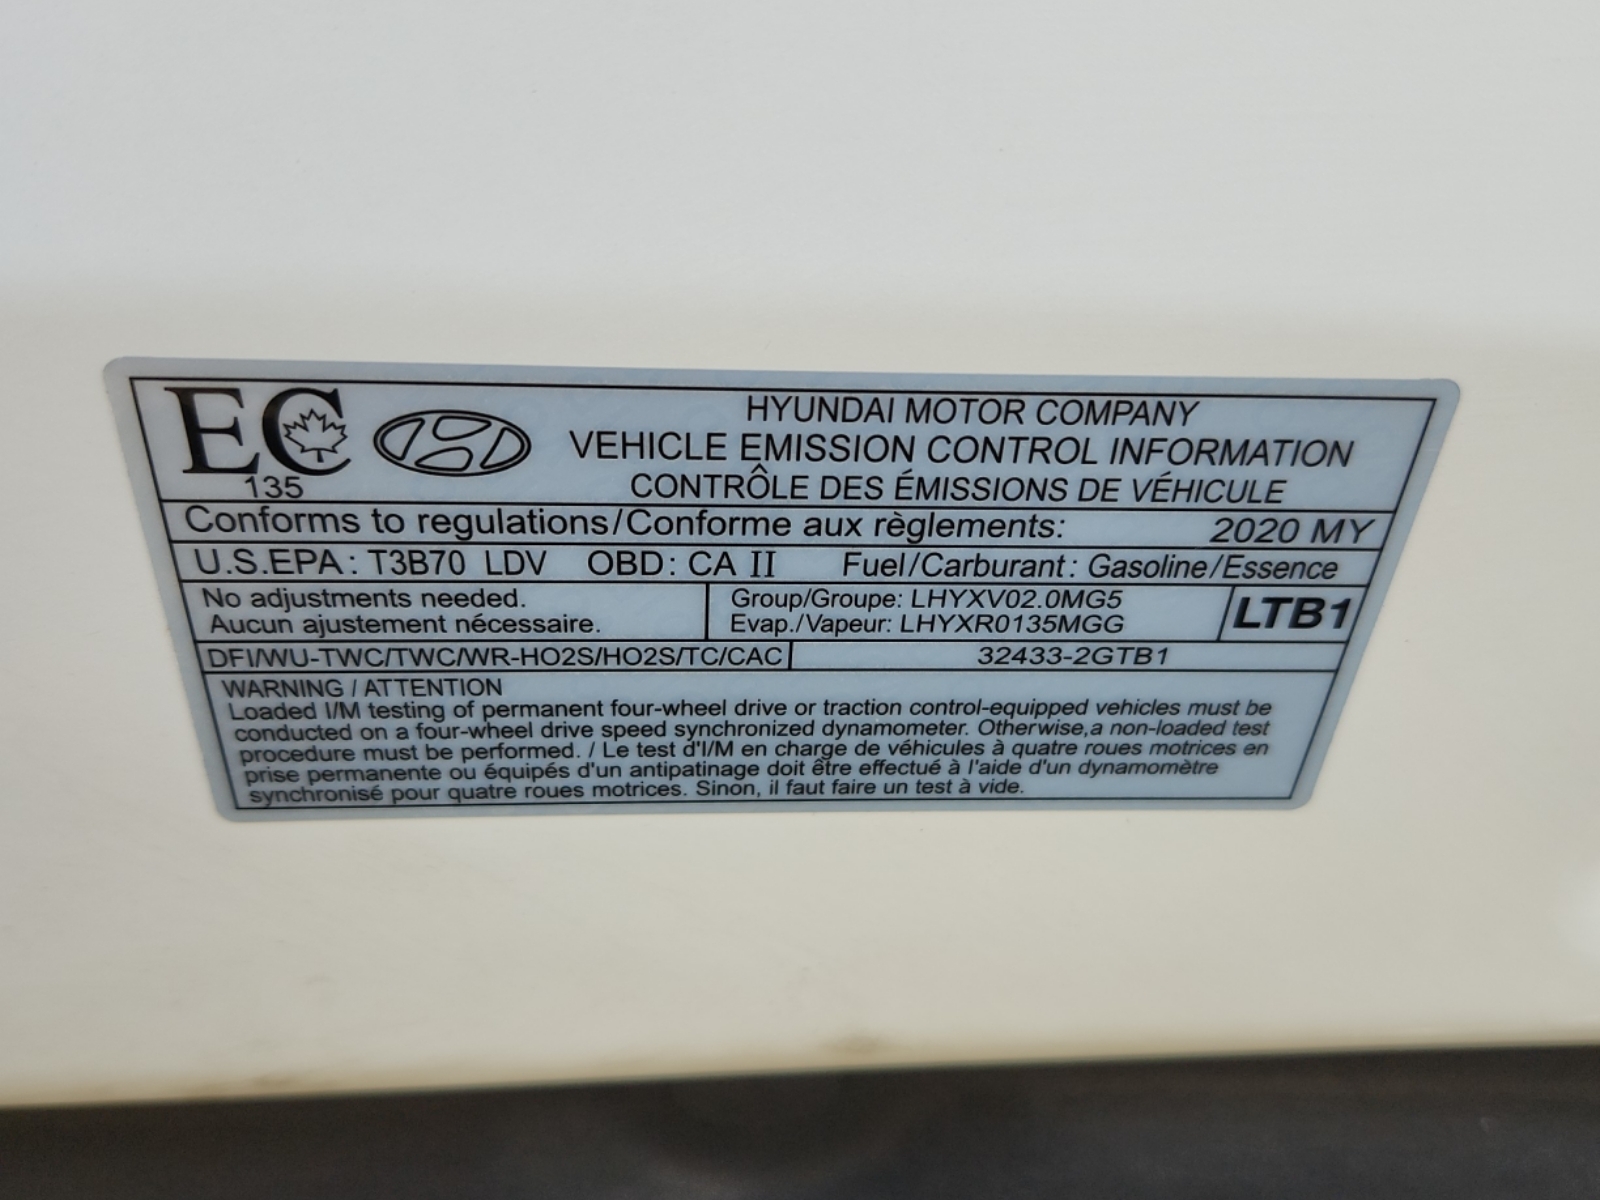 EC
135
HYUNDAI MOTOR COMPANY
VEHICLE EMISSION CONTROL INFORMATION
CONTRÔLE DES ÉMISSIONS DE VÉHICULE
Conforms to regulations/Conforme aux règlements: 2020 MY
U.S.EPA: T3B70 LDV OBD: CA II Fuel/Carburant: Gasoline/Essence
No adjustments needed.
Aucun ajustement nécessaire.
Group/Groupe: LHYXV02.0MG5
Evap./Vapeur: LHYXR0135MGG
LTB1
DFI/WU-TWC/TWC/WR-HO2S/HO2S/TC/CAC 32433-2GTB1
WARNING / ATTENTION
Loaded I/M testing of permanent four-wheel drive or traction control-equipped vehicles must be
conducted on a four-wheel drive speed synchronized dynamometer. Otherwise,a non-loaded test
procedure must be performed. / Le test d'I/M en charge de véhicules à quatre roues motrices en
prise permanente ou équipés d'un antipatinage doit être effectué à l'aide d'un dynamomètre
synchronisé pour quatre roues motrices. Sinon, il faut faire un test à vide.